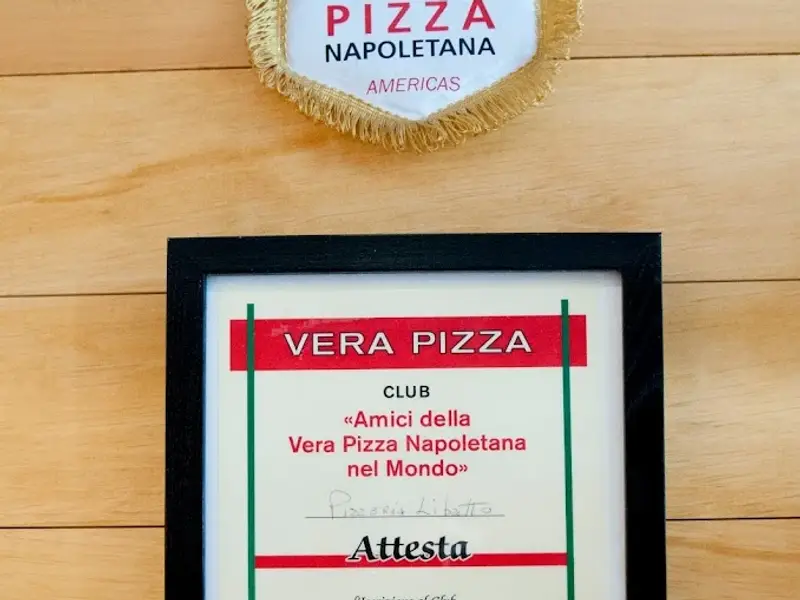 PIZZA
NAPOLETANA
AMERICAS
VERA PIZZA
CLUB
«Amici della
Vera Pizza Napoletana
nel Mondo»
Pizzeria Libretto
Attesta